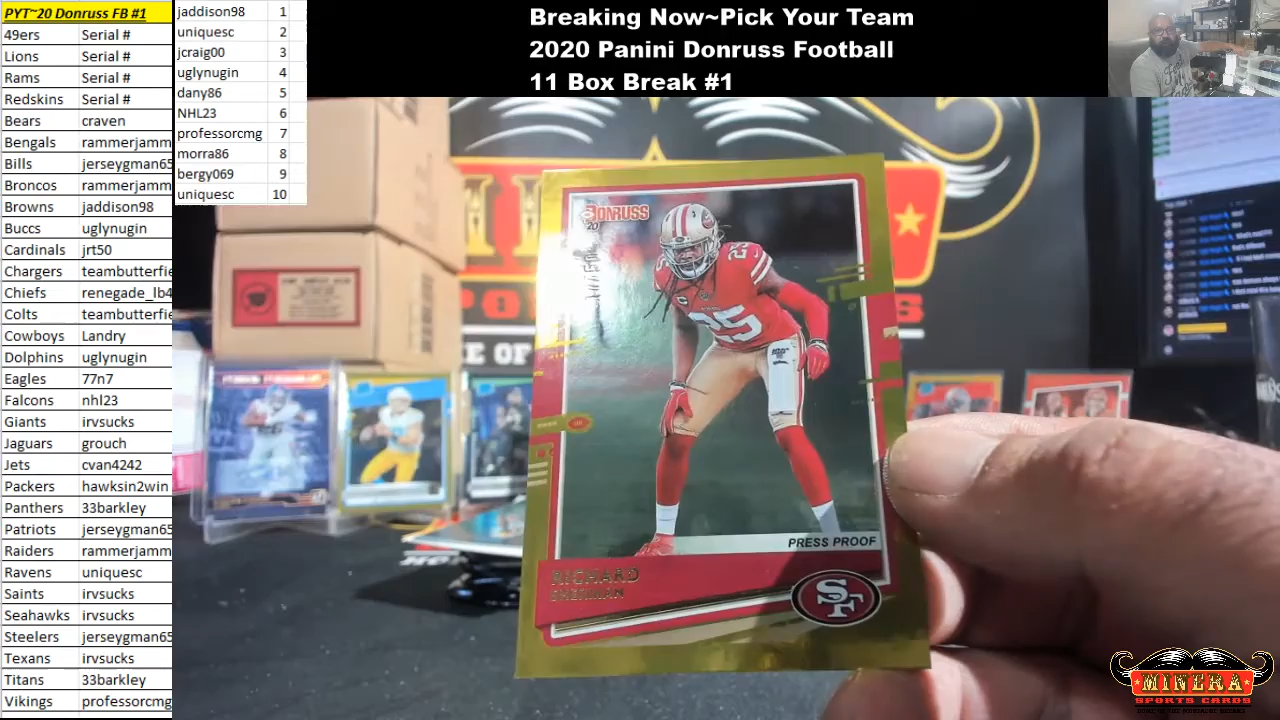 PYT~20 Donruss FB #1
49ers Serial #
Lions Serial #
Rams Serial #
Redskins Serial #
Bears craven
Bengals rammerjamm
Bills jerseygman65
Broncos rammerjamm
Browns jaddison98
Buccs uglynugin
Cardinals jrt50
Chargers teambutterfie
Chiefs renegade_lb4
Colts teambutterfie
Cowboys Landry
Dolphins uglynugin
Eagles 77n7
Falcons nhl23
Giants irvsucks
Jaguars grouch
Jets cvan4242
Packers hawksin2win
Panthers 33barkley
Patriots jerseygman65
Raiders rammerjamm
Ravens uniquesc
Saints irvsucks
Seahawks irvsucks
Steelers jerseygman65
Texans irvsucks
Titans 33barkley
Vikings professorcmg
jaddison98 1
uniquesc 2
jcraig00 3
uglynugin 4
dany86 5
NHL23 6
professorcmg 7
morra86 8
bergy069 9
uniquesc 10
Breaking Now~Pick Your Team
2020 Panini Donruss Football
11 Box Break #1
DONRUSS
20
25
PRESS PROOF
RICHARD
SHERMAN
SF
MINERA
SPORTS CARDS